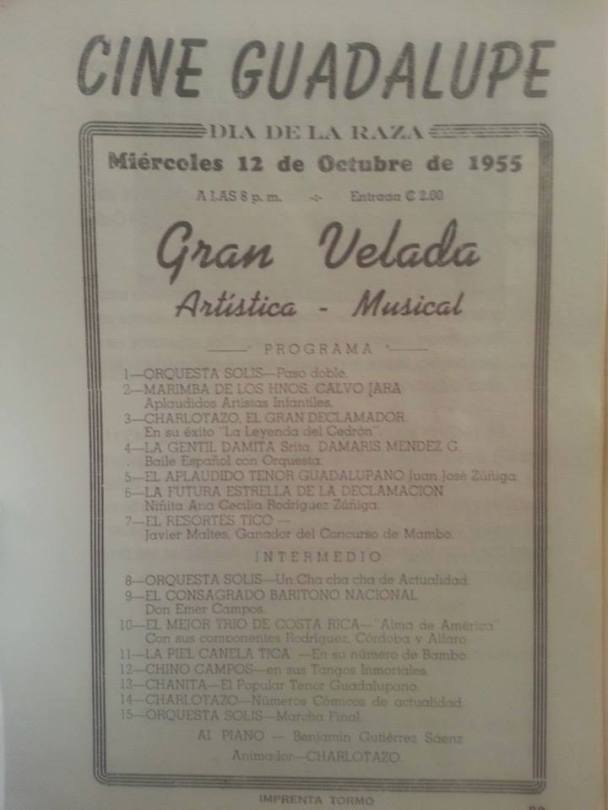 CINE GUADALUPE
DIA DE LA RAZA
Miércoles 12 de Octubre de 1955
A LAS 8 p. m. Entrada ₡ 2.00
Gran Velada
Artística - Musical
PROGRAMA
1—ORQUESTA SOLIS—Paso doble.
2—MARIMBA DE LOS HNOS. CALVO JARA
Aplaudidos Artistas Infantiles.
3—CHARLOTAZO, EL GRAN DECLAMADOR
En su éxito "La Leyenda del Cedrón".
4—LA GENTIL DAMITA Srita. DAMARIS MENDEZ G.
Baile Español con Orquesta.
5—EL APLAUDIDO TENOR GUADALUPANO Juan José Zúñiga.
6—LA FUTURA ESTRELLA DE LA DECLAMACION
Niñita Ana Cecilia Rodríguez Zúñiga.
7—EL RESORTES TICO —
Javier Maltes, Ganador del Concurso de Mambo.
INTERMEDIO
8—ORQUESTA SOLIS—Un Cha cha cha de Actualidad.
9—EL CONSAGRADO BARITONO NACIONAL
Don Emer Campos.
10—EL MEJOR TRIO DE COSTA RICA—"Alma de América"
Con sus componentes Rodríguez, Córdoba y Alfaro.
11—LA PIEL CANELA TICA.—En su número de Bambo.
12—CHINO CAMPOS—en sus Tangos Inmortales.
13—CHANITA—El Popular Tenor Guadalupano.
14—CHARLOTAZO—Números Cómicos de actualidad.
15—ORQUESTA SOLIS—Marcha Final.
Al PIANO — Benjamín Gutiérrez Sáenz
Animador—CHARLOTAZO.
IMPRENTA TORMO